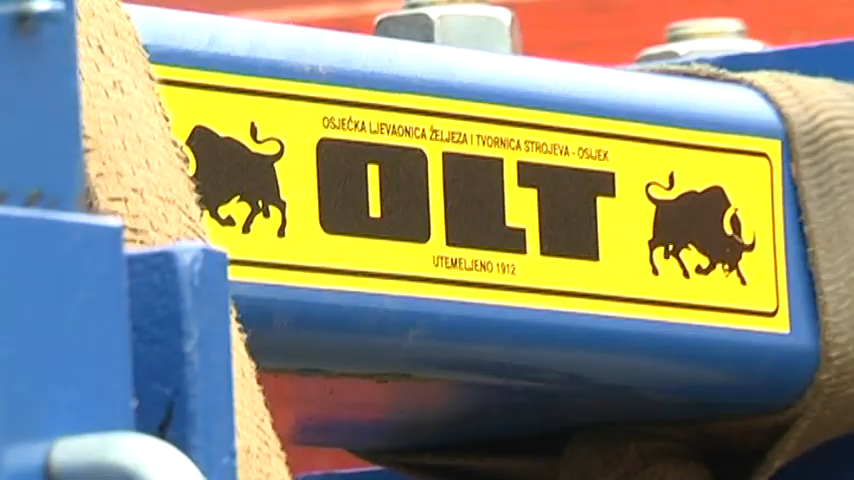 OSJEČKA LJEVAONICA ŽELJEZA I TVORNICA STROJEVA - OSIJEK
OLT
UTEMELJENO 1912